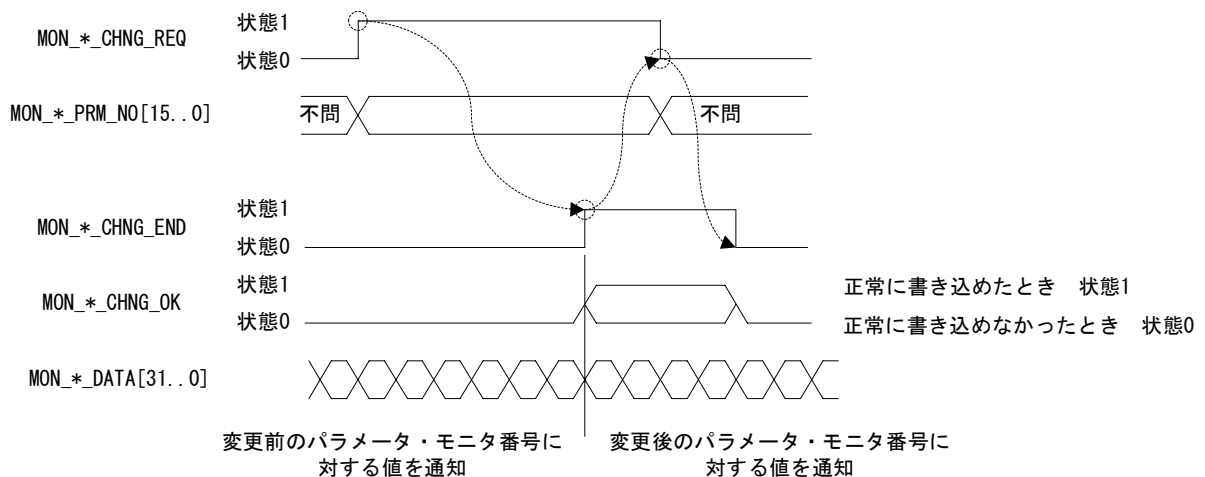 MON_*_CHNG_REQ
状態1
状態0
MON_*_PRM_NO[15..0]
不問
不問
MON_*_CHNG_END
状態1
状態0
MON_*_CHNG_OK
状態1
状態0
正常に書き込めたとき 状態1
正常に書き込めなかったとき 状態0
MON_*_DATA[31..0]
変更前のパラメータ・モニタ番号に
対する値を通知
変更後のパラメータ・モニタ番号に
対する値を通知